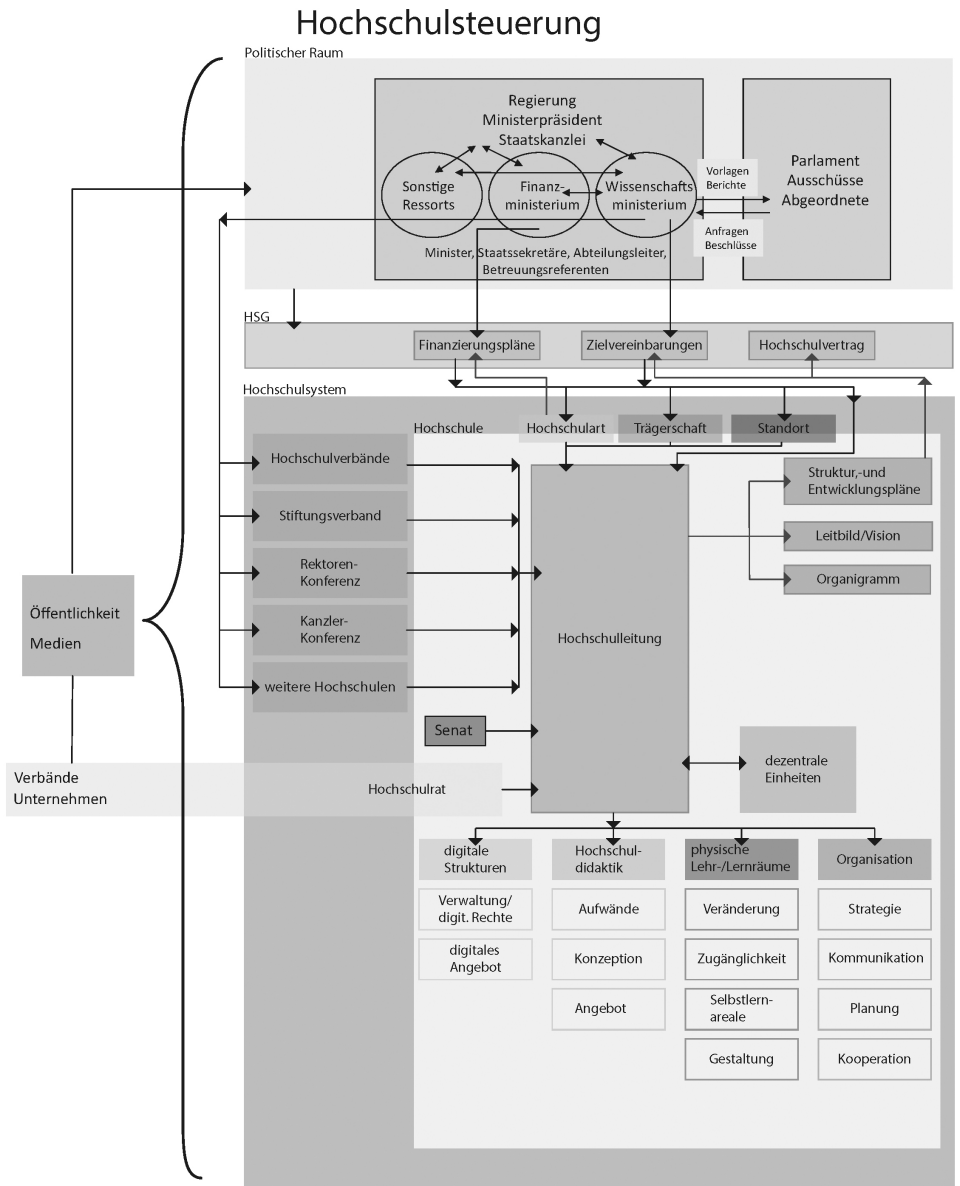 Hochschulsteuerung
Politischer Raum
Regierung
Ministerpräsident
Staatskanzlei
Sonstige
Ressorts
Finanz-
ministerium
Wissenschafts
ministerium
Vorlagen
Berichte
Anfragen
Beschlüsse
Parlament
Ausschüsse
Abgeordnete
Minister, Staatssekretäre, Abteilungsleiter,
Betreuungsreferenten
HSG
Finanzierungspläne
Zielvereinbarungen
Hochschulvertrag
Hochschulsystem
Hochschule
Hochschulart
Trägerschaft
Standort
Hochschulverbände
Stiftungsverband
Rektoren-
Konferenz
Kanzler-
Konferenz
weitere Hochschulen
Struktur,-und
Entwicklungspläne
Leitbild/Vision
Organigramm
Öffentlichkeit
Medien
Hochschulleitung
Senat
dezentrale
Einheiten
Verbände
Unternehmen
Hochschulrat
digitale
Strukturen
Verwaltung/
digit. Rechte
digitales
Angebot
Hochschul-
didaktik
Aufwände
Konzeption
Angebot
physische
Lehr-/Lernräume
Veränderung
Zugänglichkeit
Selbstlern-
areale
Gestaltung
Organisation
Strategie
Kommunikation
Planung
Kooperation